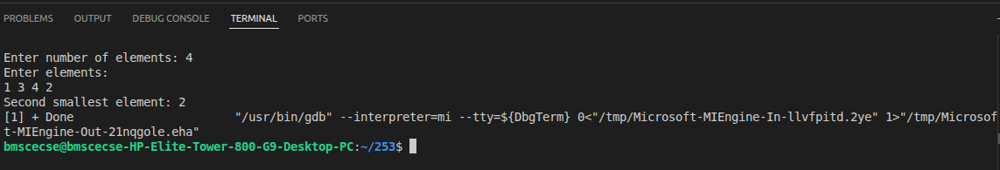 PROBLEMS OUTPUT DEBUG CONSOLE TERMINAL PORTS
Enter number of elements: 4
Enter elements:
1 3 4 2
Second smallest element: 2
[1] + Done "/usr/bin/gdb" --interpreter=mi --tty=${DbgTerm} 0<"/tmp/Microsoft-MIEngine-In-llvfpitd.2ye" 1>"/tmp/Microsof
t-MIEngine-Out-21nqgole.eha"
bmscecse@bmscecse-HP-Elite-Tower-800-G9-Desktop-PC:~/253$